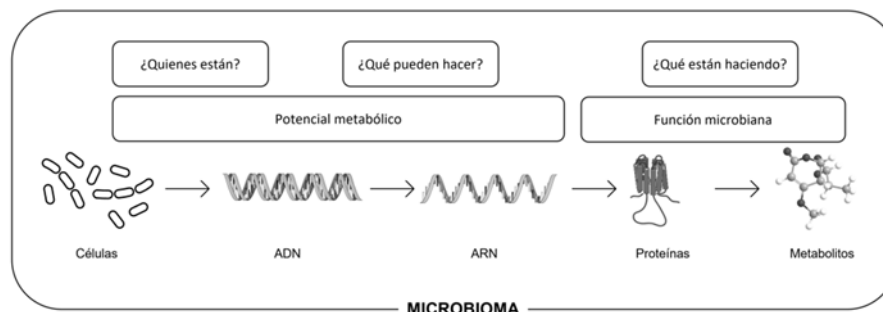 ¿Quienes están?
¿Qué pueden hacer?
¿Qué están haciendo?
Potencial metabólico
Función microbiana
Células
ADN
ARN
Proteínas
Metabolitos
MICROBIOMA